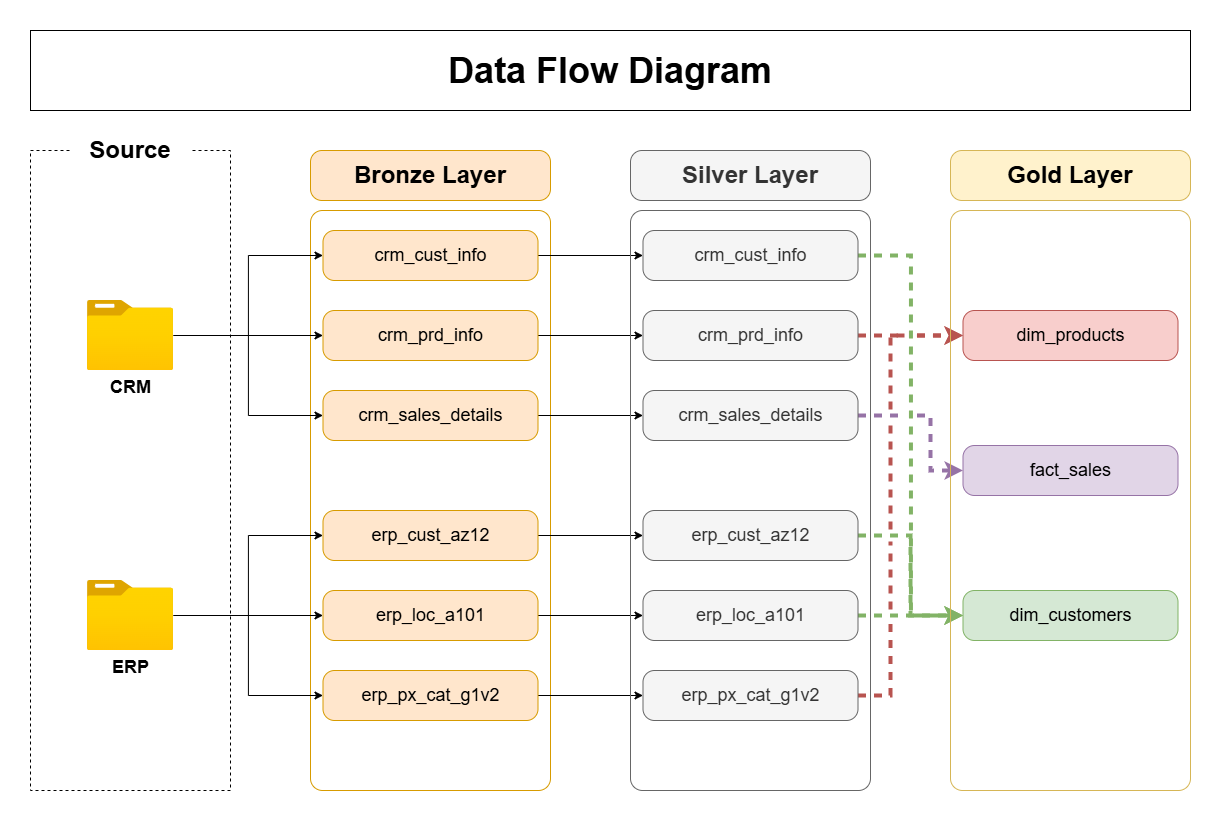 Data Flow Diagram
Source
Bronze Layer
Silver Layer
Gold Layer
CRM
ERP
crm_cust_info
crm_prd_info
crm_sales_details
erp_cust_az12
erp_loc_a101
erp_px_cat_g1v2
crm_cust_info
crm_prd_info
crm_sales_details
erp_cust_az12
erp_loc_a101
erp_px_cat_g1v2
dim_products
fact_sales
dim_customers